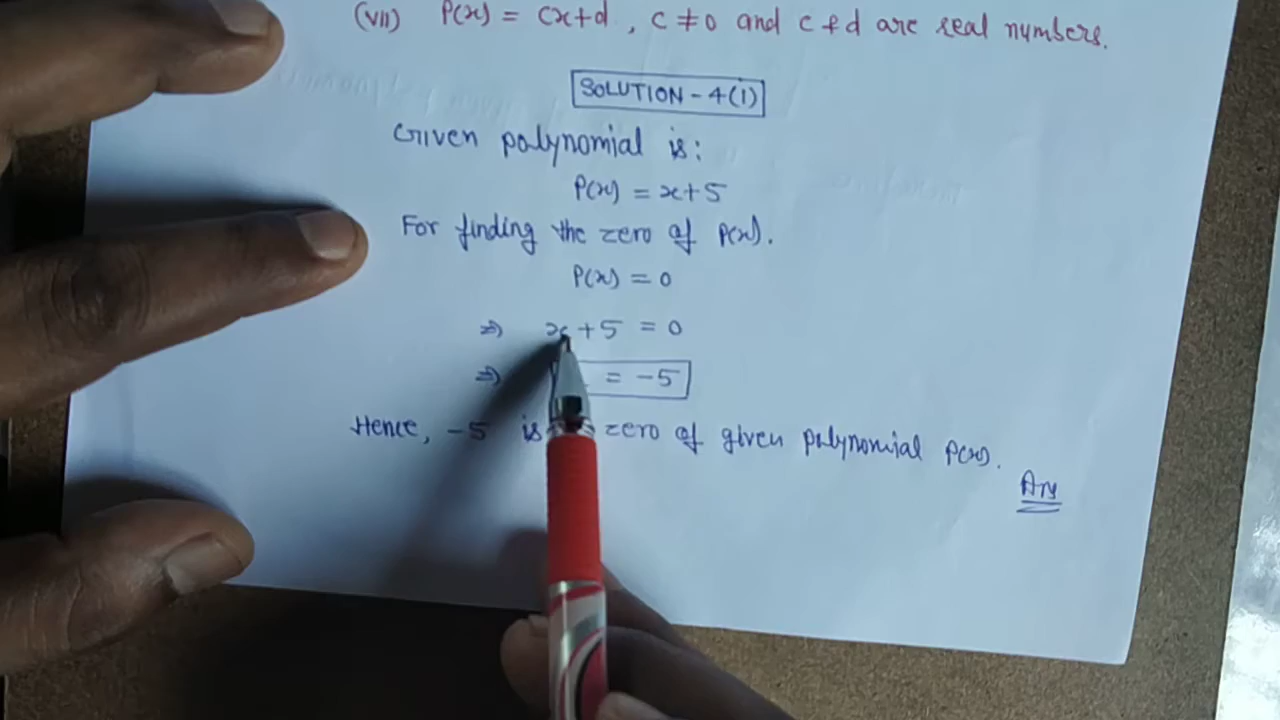 (VII) P(x) = cx+d , c ≠ 0 and c & d are real numbers.
SOLUTION - 4(I)
Given polynomial is:
P(x) = x+5
For finding the zero of P(x).
P(x) = 0
⇒ x+5 = 0
⇒ = -5
Hence, -5 is zero of given polynomial P(x).
Ans